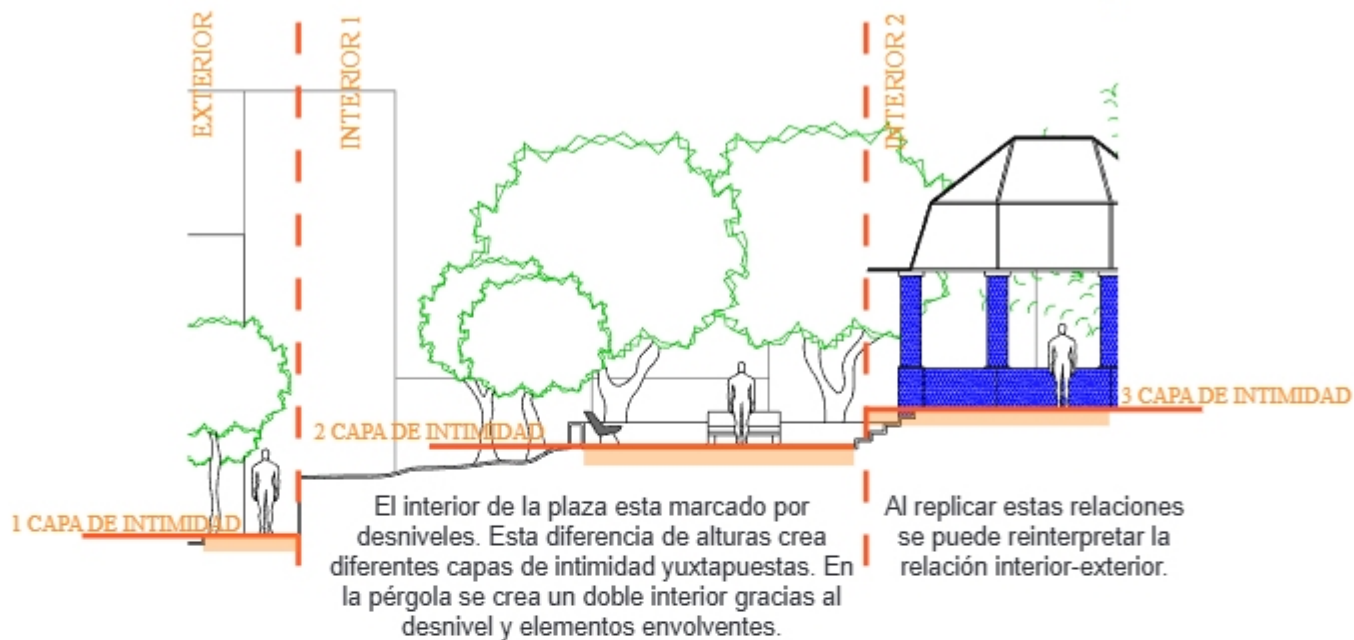 EXTERIOR
INTERIOR 1
INTERIOR 2
3 CAPA DE INTIMIDAD
2 CAPA DE INTIMIDAD
1 CAPA DE INTIMIDAD
El interior de la plaza esta marcado por
desniveles. Esta diferencia de alturas crea
diferentes capas de intimidad yuxtapuestas. En
la pérgola se crea un doble interior gracias al
desnivel y elementos envolventes.
Al replicar estas relaciones
se puede reinterpretar la
relación interior-exterior.